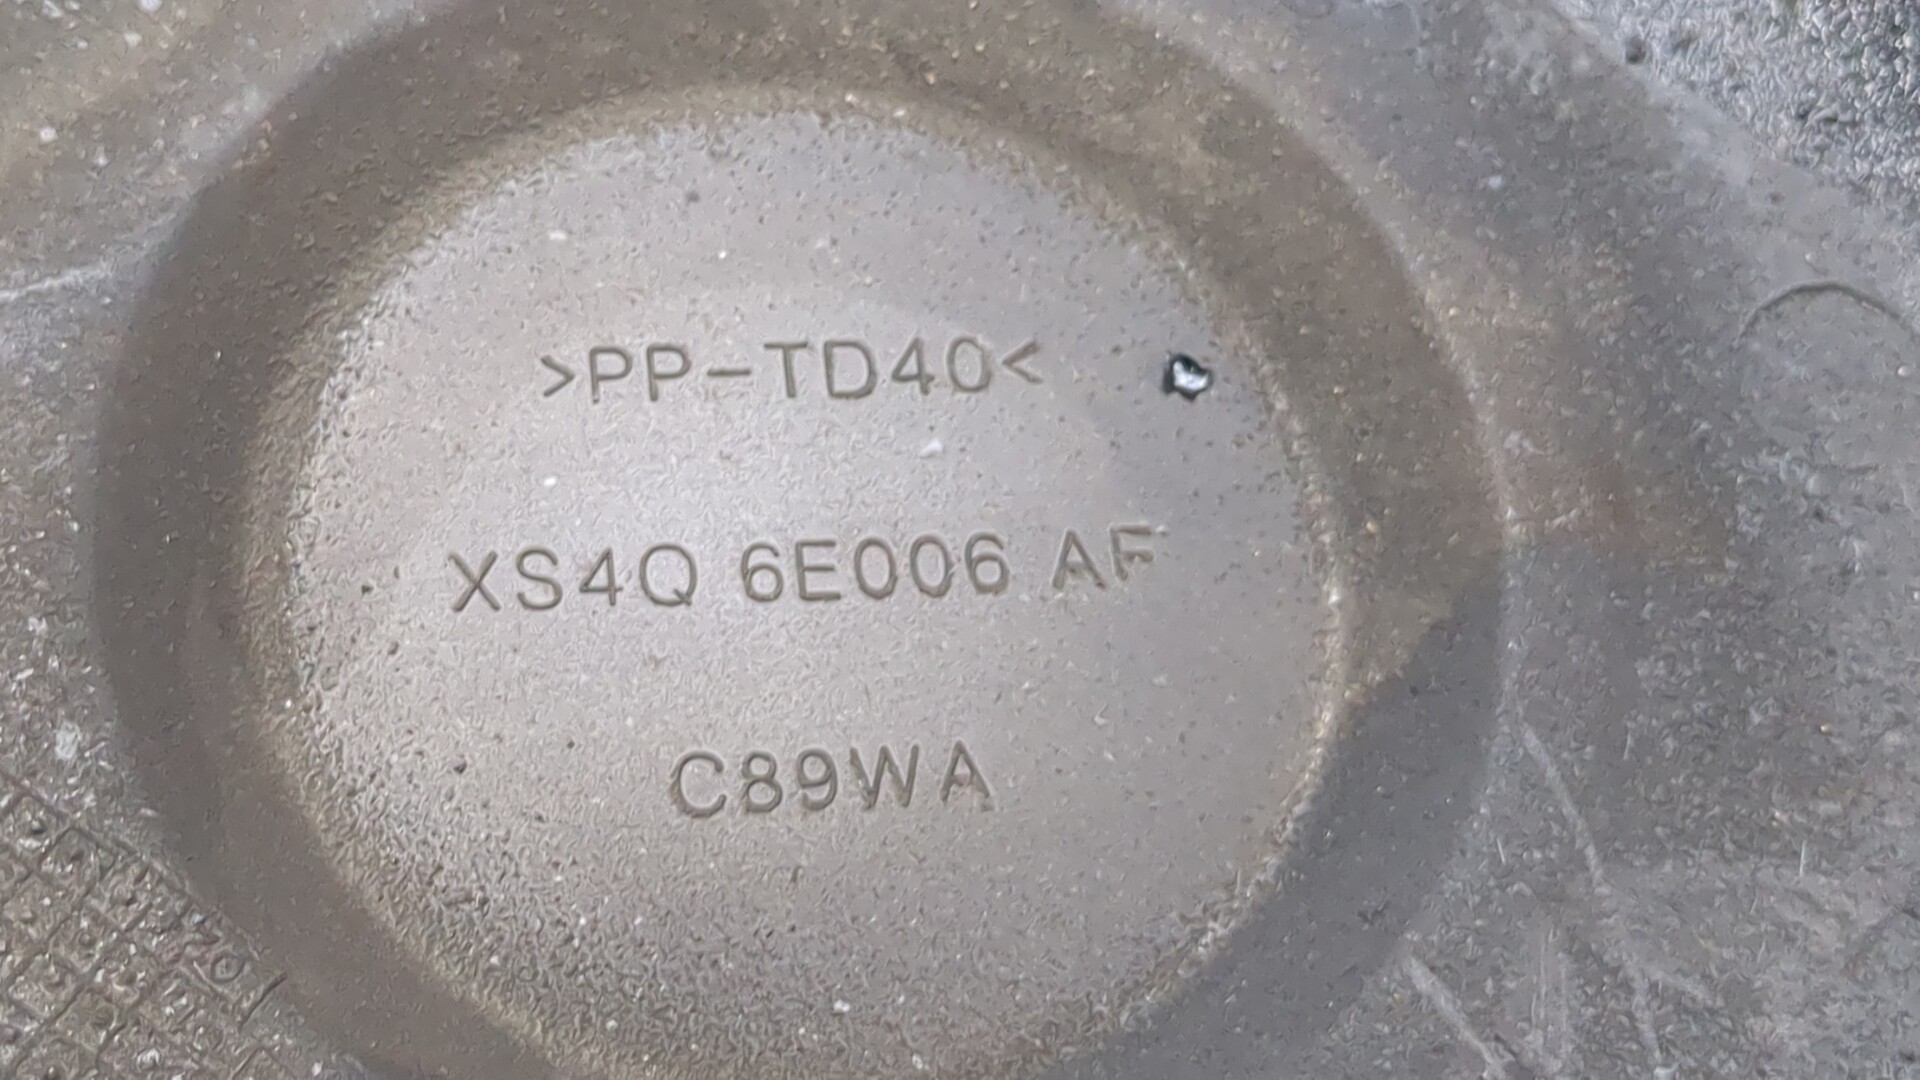 >PP-TD40<
XS4Q 6E006 AF
C89WA